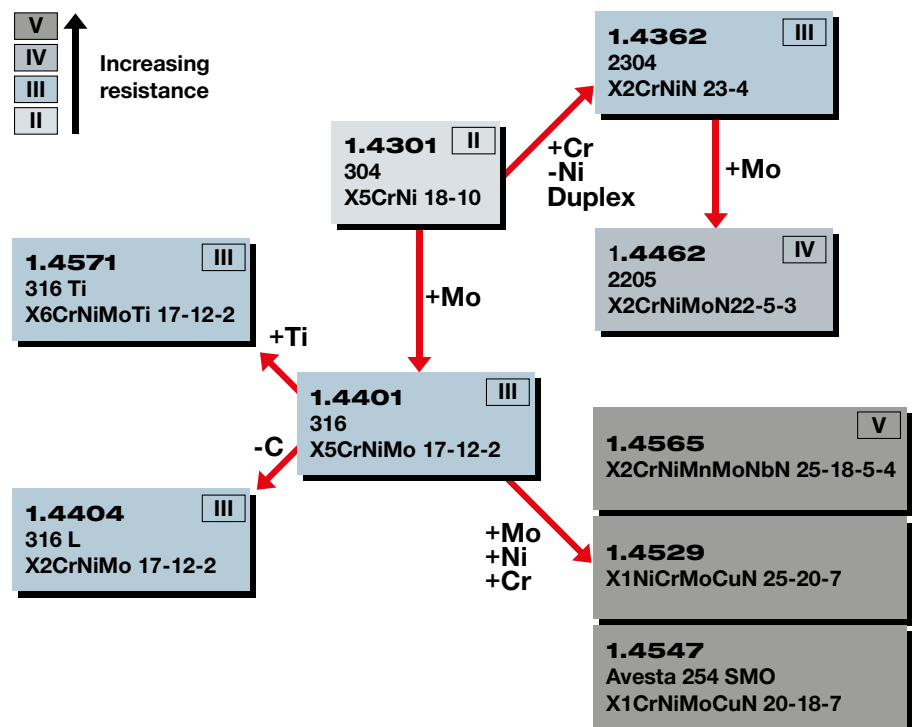 V
IV
III
II
Increasing
resistance
1.4301 II
304
X5CrNi 18-10
+Cr
-Ni
Duplex
1.4362 III
2304
X2CrNiN 23-4
+Mo
1.4462 IV
2205
X2CrNiMoN22-5-3
+Mo
1.4571 III
316 Ti
X6CrNiMoTi 17-12-2
+Ti
1.4401 III
316
X5CrNiMo 17-12-2
-C
1.4404 III
316 L
X2CrNiMo 17-12-2
+Mo
+Ni
+Cr
V
1.4565
X2CrNiMnMoNbN 25-18-5-4
1.4529
X1NiCrMoCuN 25-20-7
1.4547
Avesta 254 SMO
X1CrNiMoCuN 20-18-7